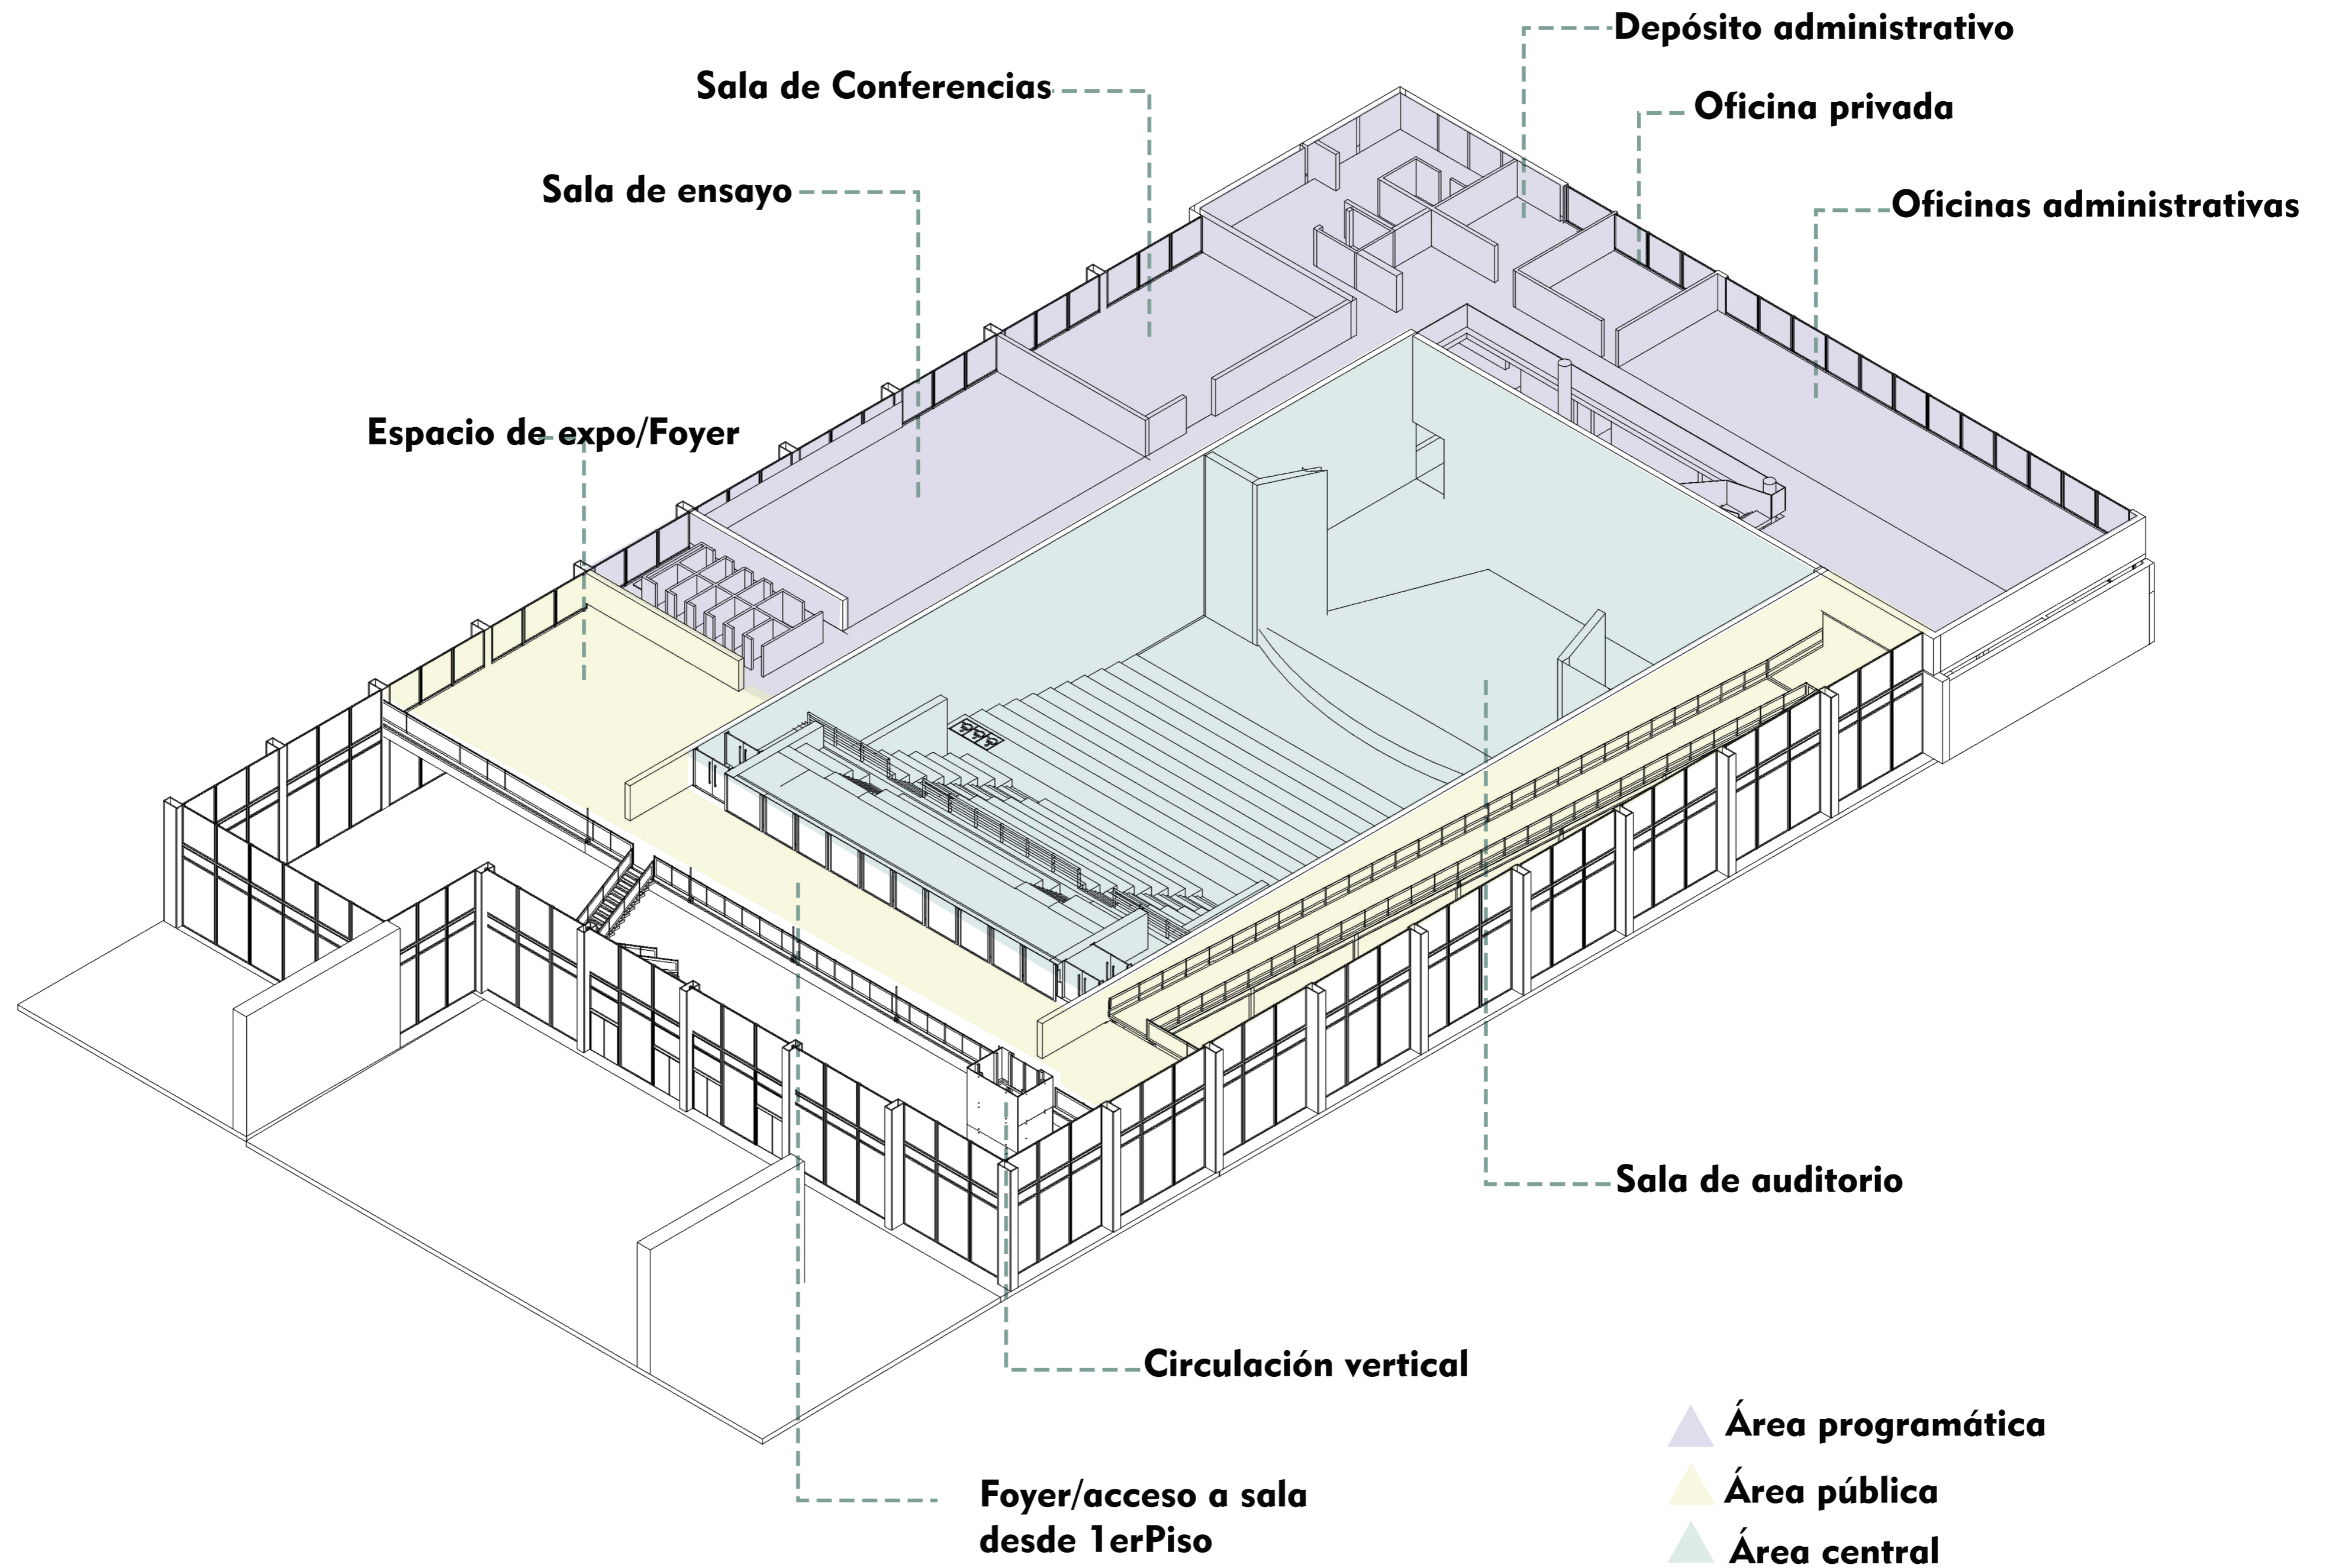 Depósito administrativo
Sala de Conferencias
Oficina privada
Sala de ensayo
Oficinas administrativas
Espacio de expo/Foyer
Sala de auditorio
Circulación vertical
Área programática
Foyer/acceso a sala
desde 1erPiso
Área pública
Área central